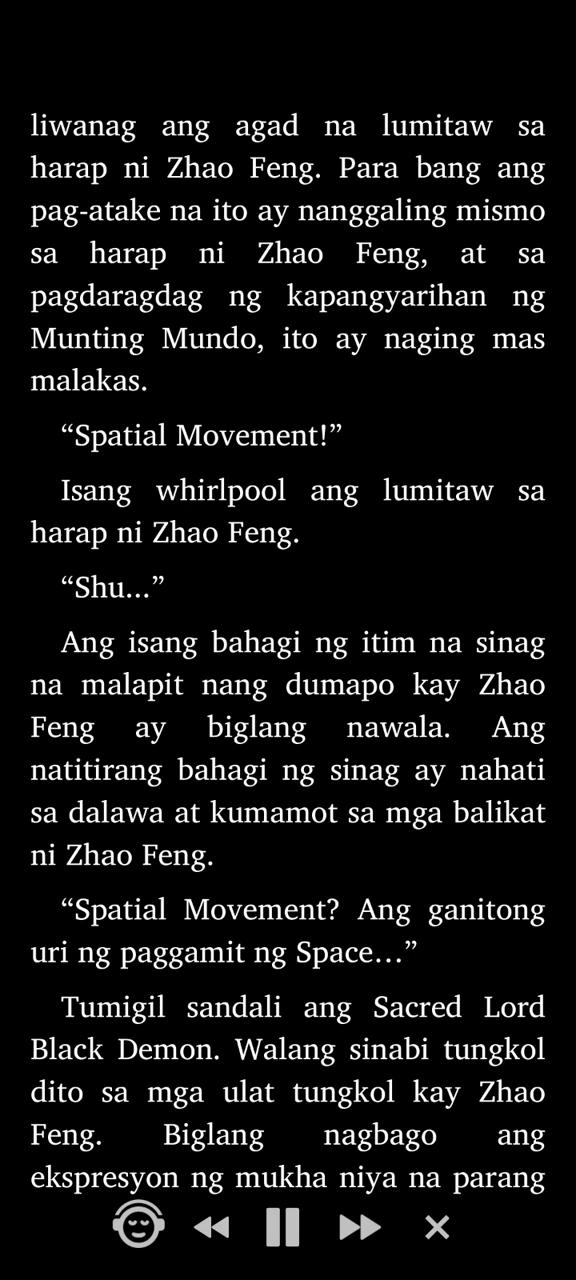 liwanag ang agad na lumitaw sa
harap ni Zhao Feng. Para bang ang
pag-atake na ito ay nanggaling mismo
sa harap ni Zhao Feng, at sa
pagdaragdag ng kapangyarihan ng
Munting Mundo, ito ay naging mas
malakas.
“Spatial Movement!”
Isang whirlpool ang lumitaw sa
harap ni Zhao Feng.
“Shu...”
Ang isang bahagi ng itim na sinag
na malapit nang dumapo kay Zhao
Feng ay biglang nawala. Ang
natitirang bahagi ng sinag ay nahati
sa dalawa at kumamot sa mga balikat
ni Zhao Feng.
“Spatial Movement? Ang ganitong
uri ng paggamit ng Space…”
Tumigil sandali ang Sacred Lord
Black Demon. Walang sinabi tungkol
dito sa mga ulat tungkol kay Zhao
Feng. Biglang nagbago ang
ekspresyon ng mukha niya na parang